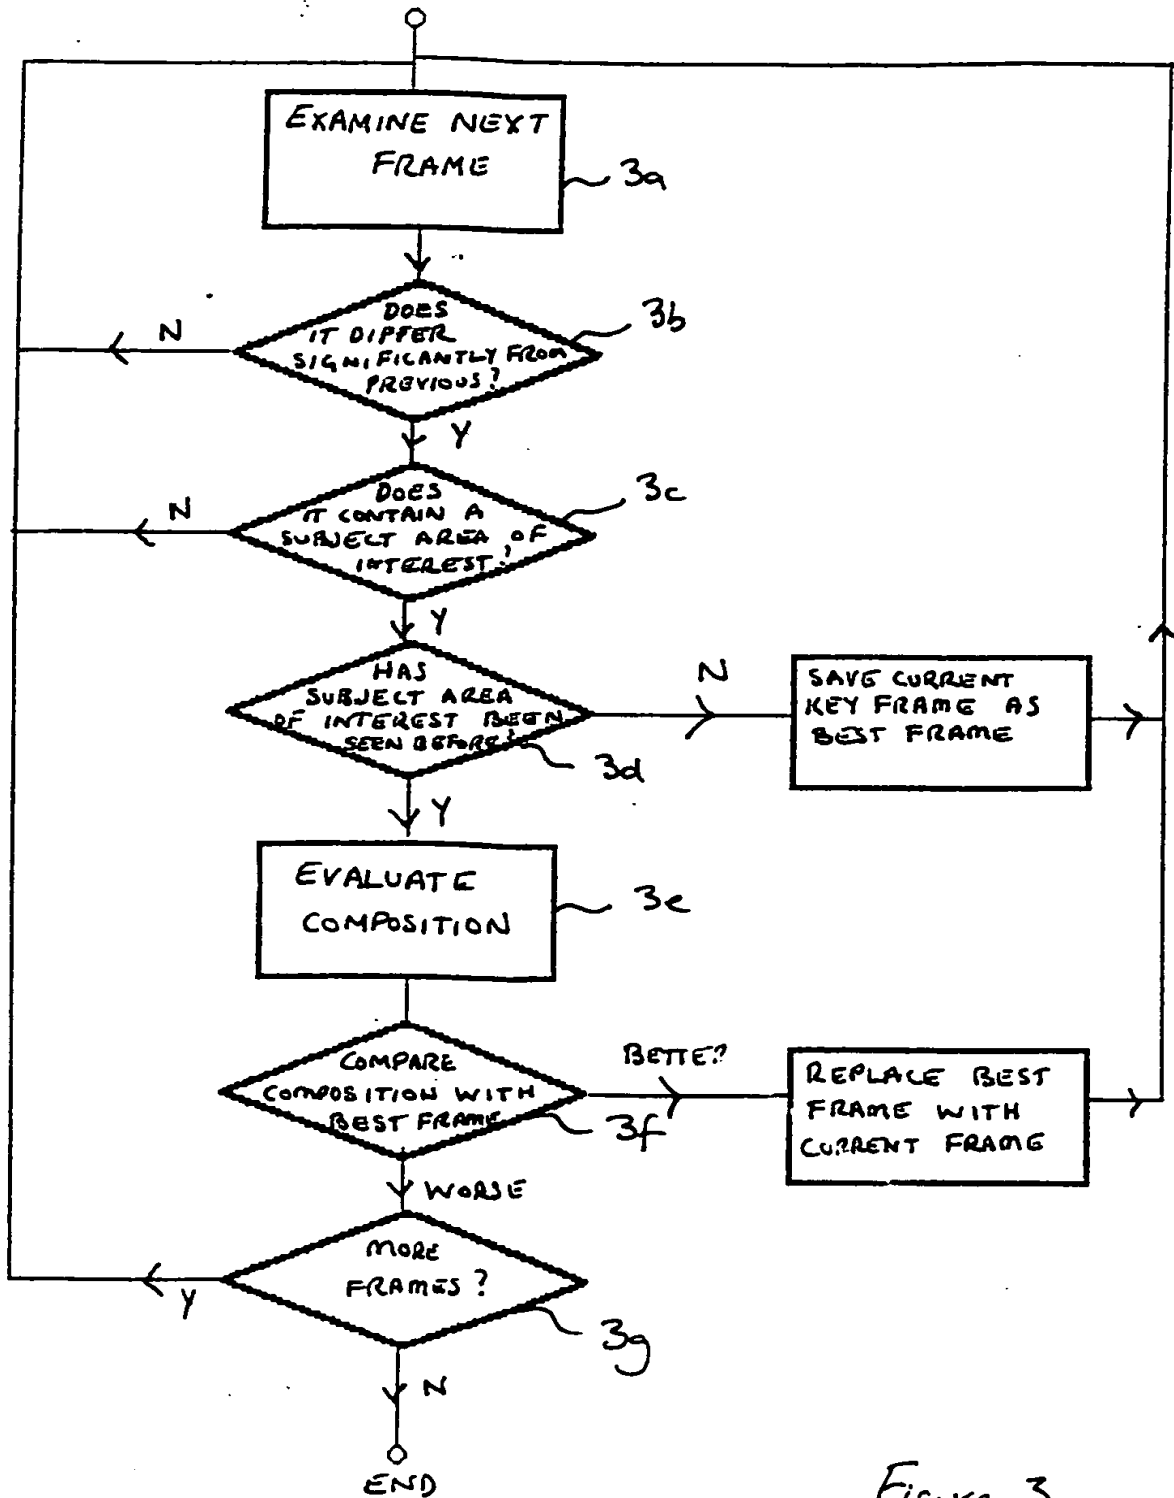 EXAMINE NEXT
FRAME
3a
DOES
IT DIFFER
SIGNIFICANTLY FROM
PREVIOUS?
3b
N
Y
DOES
IT CONTAIN A
SUBJECT AREA OF
INTEREST?
3c
N
Y
HAS
SUBJECT AREA
OF INTEREST BEEN
SEEN BEFORE?
3d
N
SAVE CURRENT
KEY FRAME AS
BEST FRAME
Y
EVALUATE
COMPOSITION
3e
COMPARE
COMPOSITION WITH
BEST FRAME
3f
BETTE?
REPLACE BEST
FRAME WITH
CURRENT FRAME
WORSE
MORE
FRAMES?
3g
Y
N
END
Figure 3